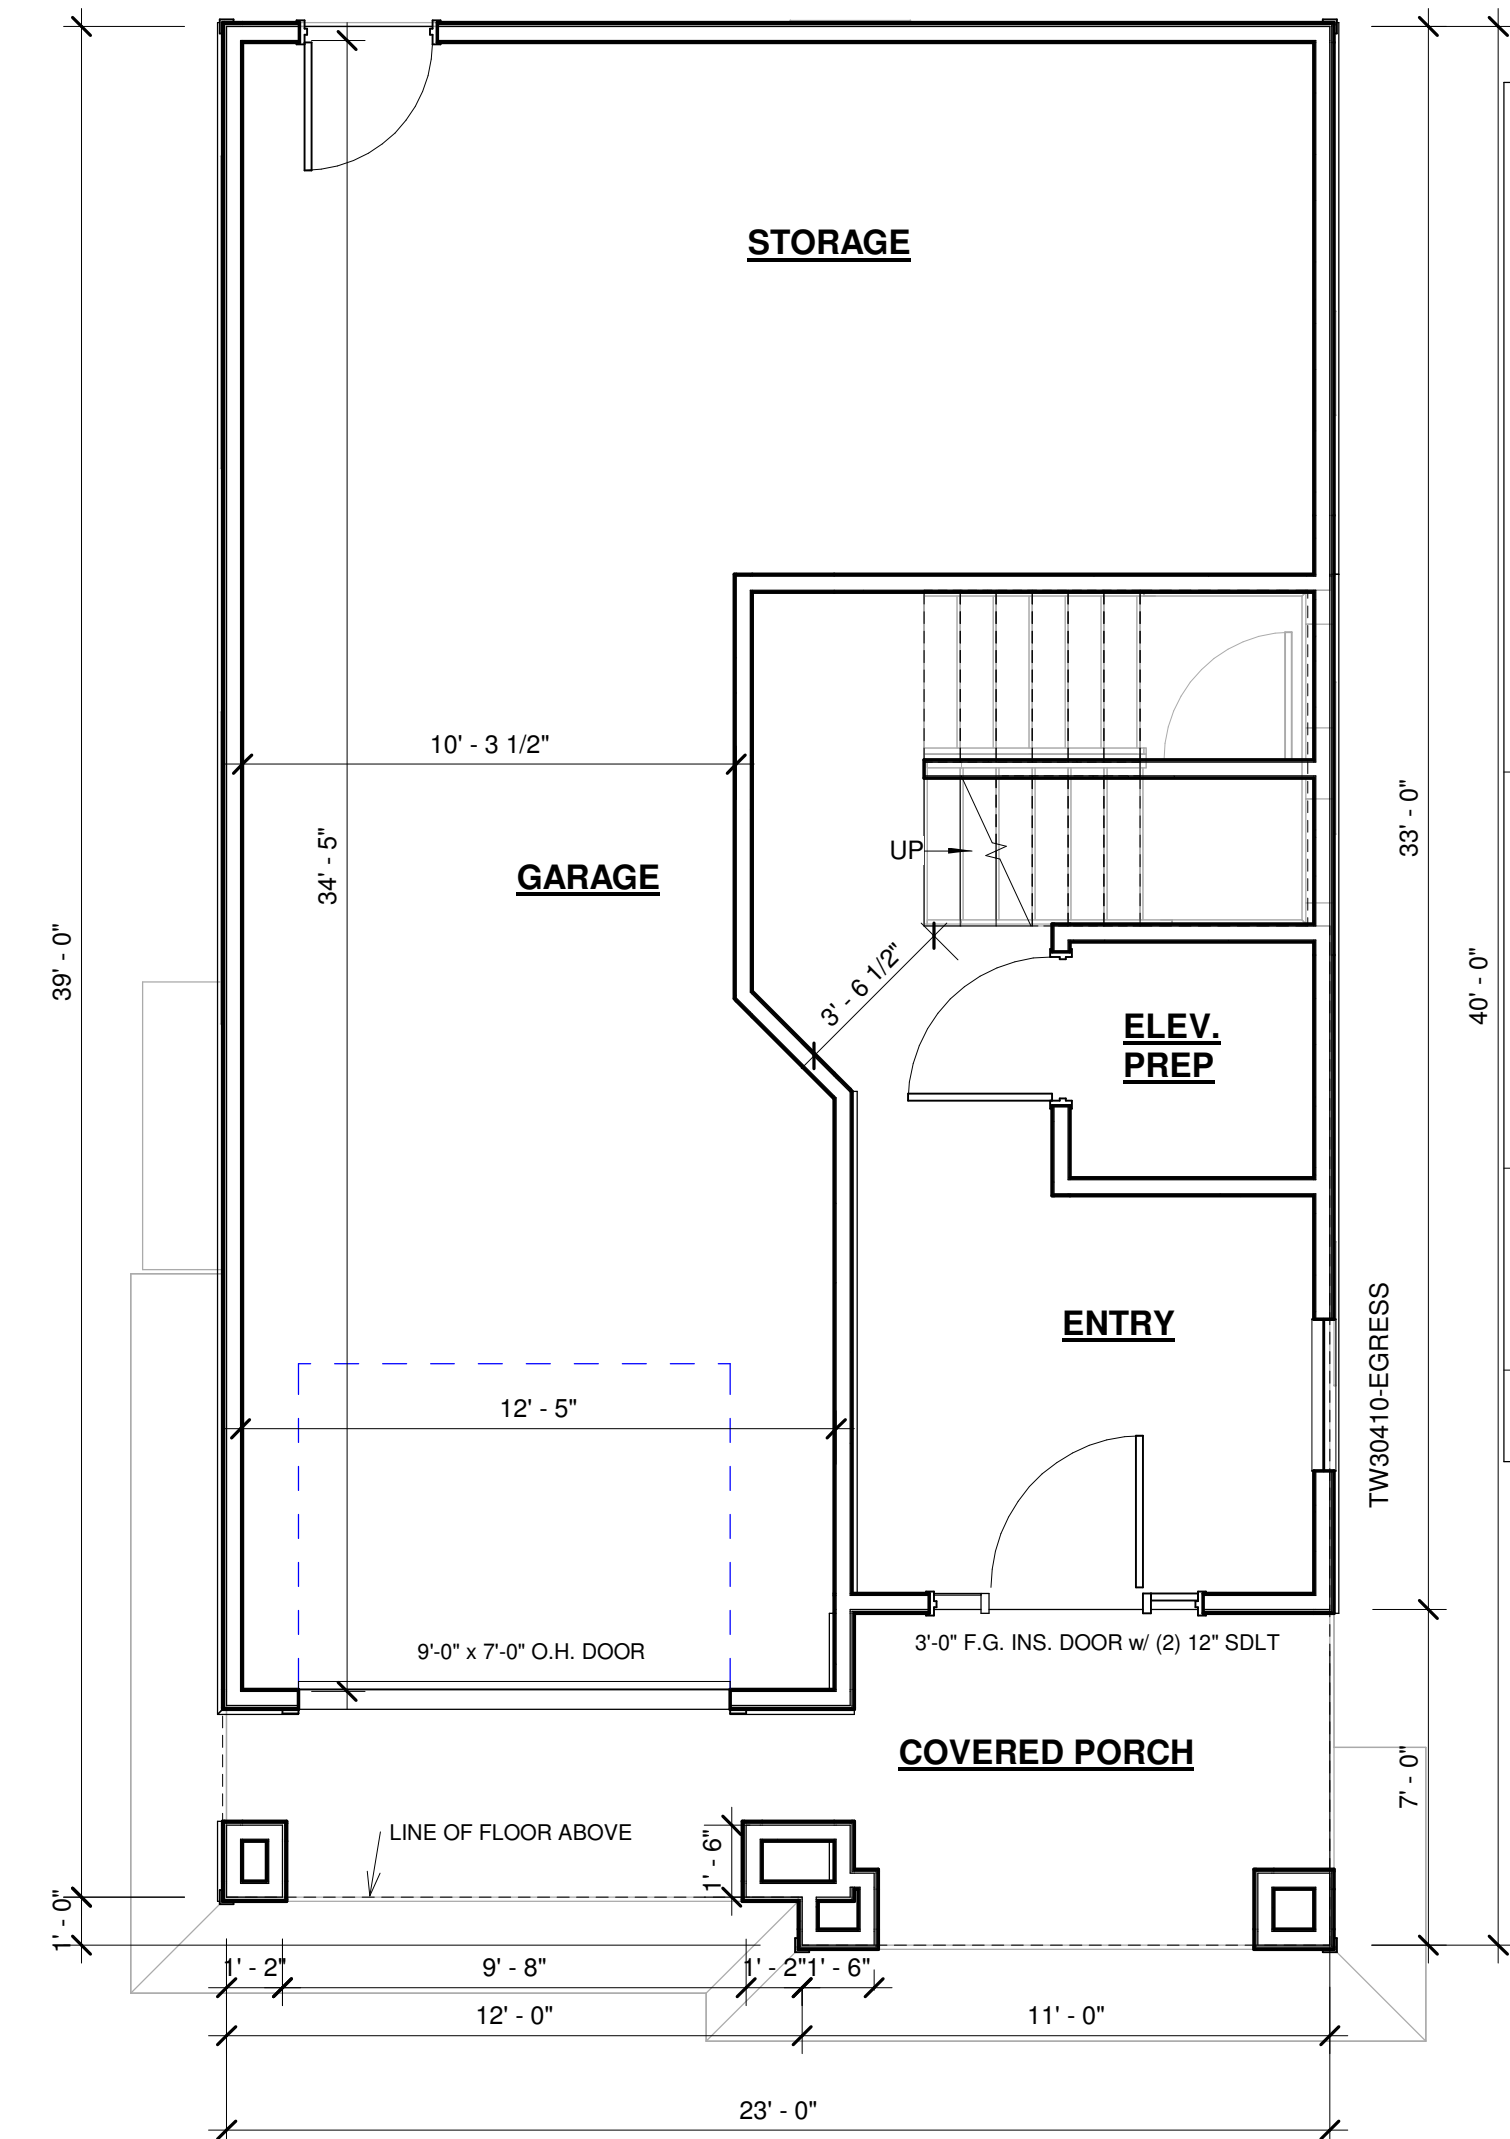 STORAGE
10' - 3 1/2"
34' - 5"
GARAGE
UP
33' - 0"
39' - 0"
3' - 6 1/2"
40' - 0"
ELEV.
PREP
ENTRY
TW30410-EGRESS
12' - 5"
9'-0" x 7'-0" O.H. DOOR
3'-0" F.G. INS. DOOR w/ (2) 12" SDLT
COVERED PORCH
7' - 0"
LINE OF FLOOR ABOVE
1' - 6"
1' - 0"
1' - 2"
9' - 8"
1' - 2"
1' - 6"
12' - 0"
11' - 0"
23' - 0"